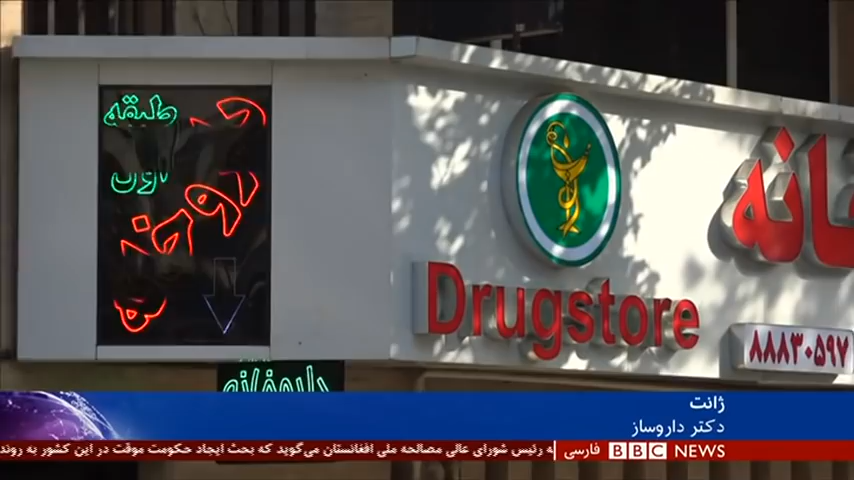 طبقه
Drugstore
انه
۸۸۸۳۰۵۹۷
داروخانه
ژانت
دکتر داروساز
ه رئیس شورای عالی مصالحه ملی افغانستان می‌گوید که بحث ایجاد حکومت موقت در این کشور به روند
فارسی BBC NEWS